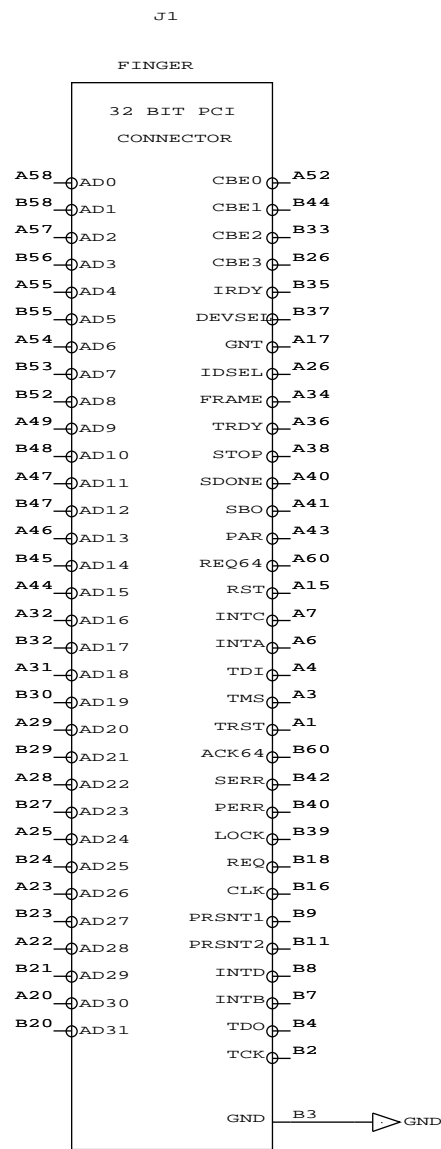 J1
FINGER
32 BIT PCI
CONNECTOR
A58 AD0 CBE0 A52
B58 AD1 CBE1 B44
A57 AD2 CBE2 B33
B56 AD3 CBE3 B26
A55 AD4 IRDY B35
B55 AD5 DEVSEL B37
A54 AD6 GNT A17
B53 AD7 IDSEL A26
B52 AD8 FRAME A34
A49 AD9 TRDY A36
B48 AD10 STOP A38
A47 AD11 SDONE A40
B47 AD12 SBO A41
A46 AD13 PAR A43
B45 AD14 REQ64 A60
A44 AD15 RST A15
A32 AD16 INTC A7
B32 AD17 INTA A6
A31 AD18 TDI A4
B30 AD19 TMS A3
A29 AD20 TRST A1
B29 AD21 ACK64 B60
A28 AD22 SERR B42
B27 AD23 PERR B40
A25 AD24 LOCK B39
B24 AD25 REQ B18
A23 AD26 CLK B16
B23 AD27 PRSNT1 B9
A22 AD28 PRSNT2 B11
B21 AD29 INTD B8
A20 AD30 INTB B7
B20 AD31 TDO B4
TCK B2
GND B3 GND